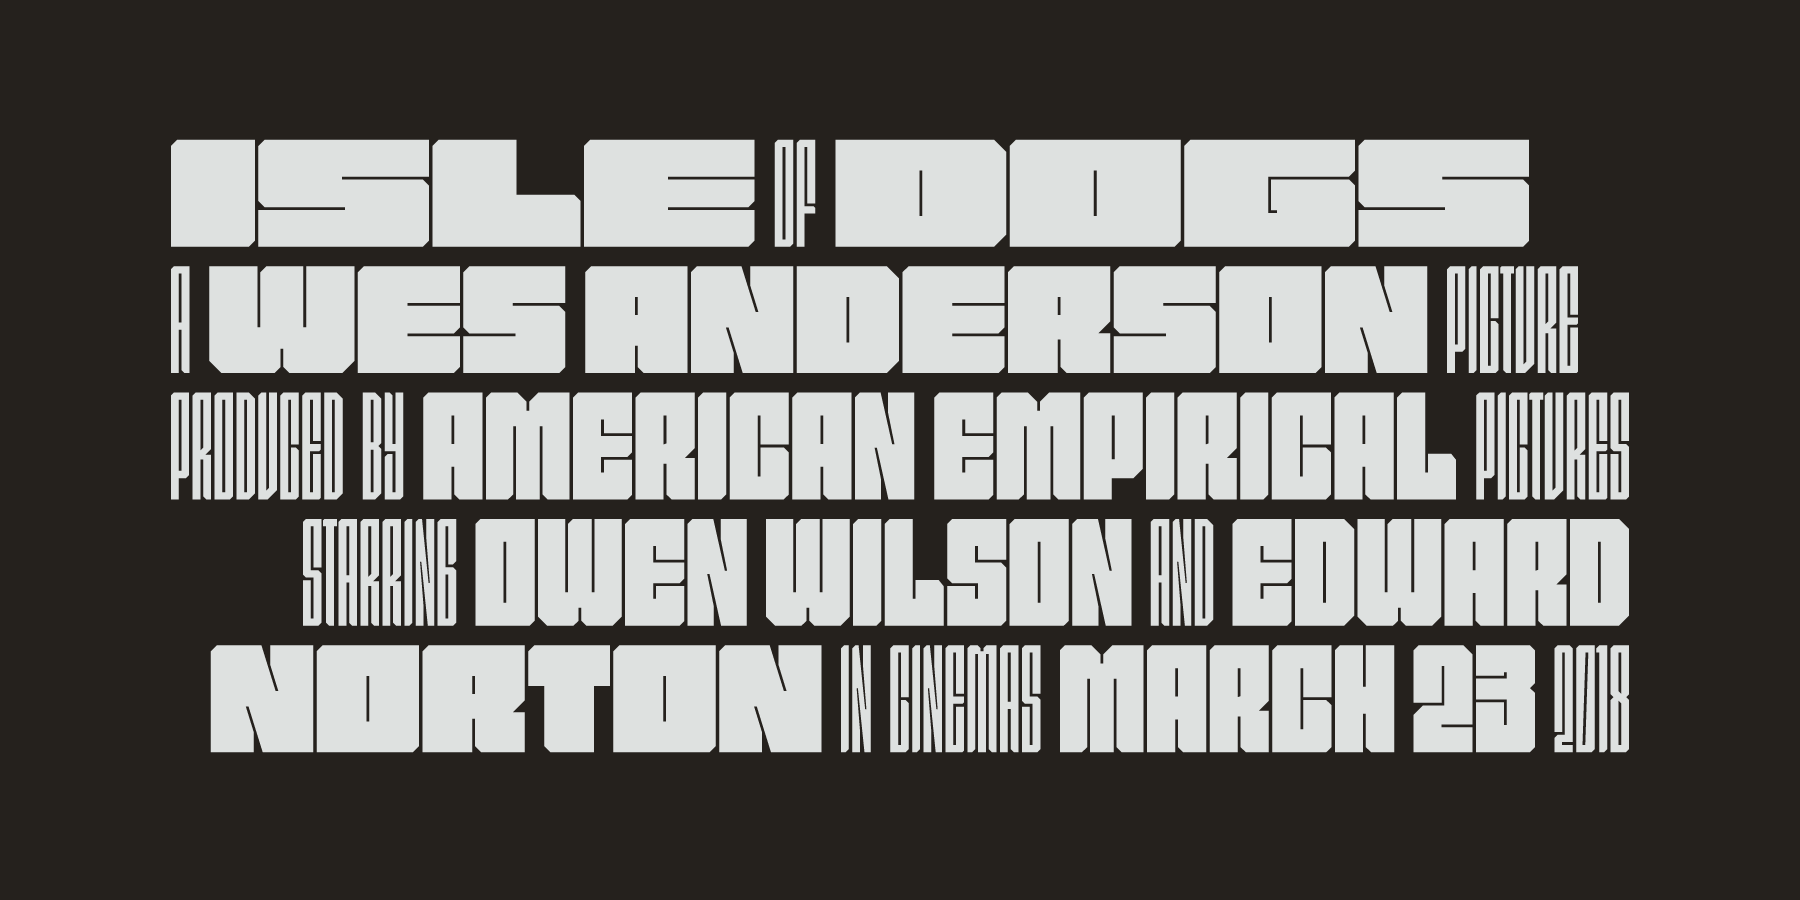 ISLE OF DOGS
A WES ANDERSON PICTURE
PRODUCED BY AMERICAN EMPIRICAL PICTURES
STARRING OWEN WILSON AND EDWARD
NORTON IN CINEMAS MARCH 23 2018